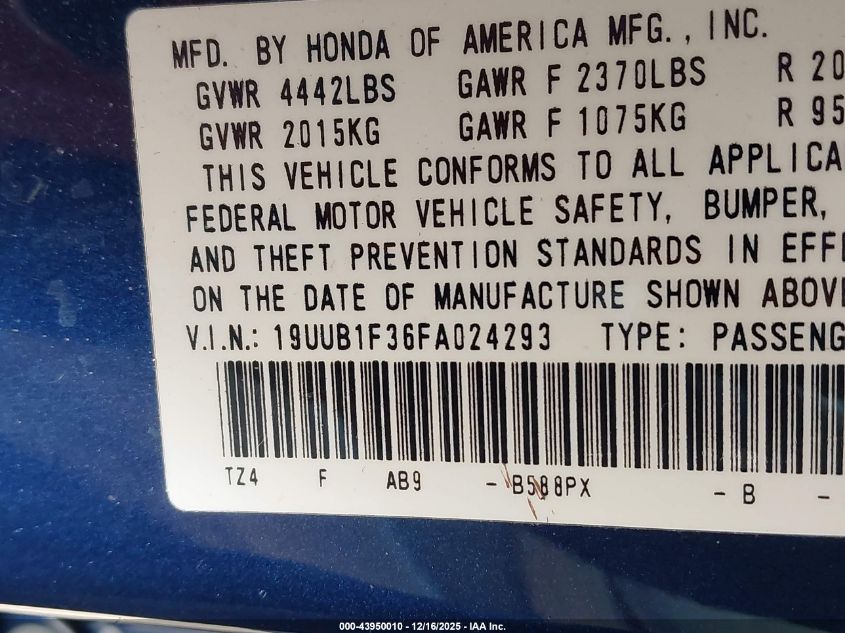 MFD. BY HONDA OF AMERICA MFG., INC.
GVWR 4442LBS GAWR F 2370LBS R 20
GVWR 2015KG GAWR F 1075KG R 95
THIS VEHICLE CONFORMS TO ALL APPLICA
FEDERAL MOTOR VEHICLE SAFETY, BUMPER,
AND THEFT PREVENTION STANDARDS IN EFFE
ON THE DATE OF MANUFACTURE SHOWN ABOVE
V.I.N.: 19UUB1F36FA024293 TYPE: PASSENG
TZ4 F AB9 - B588PX - B -
000-43950010 - 12/16/2025 - IAA Inc.